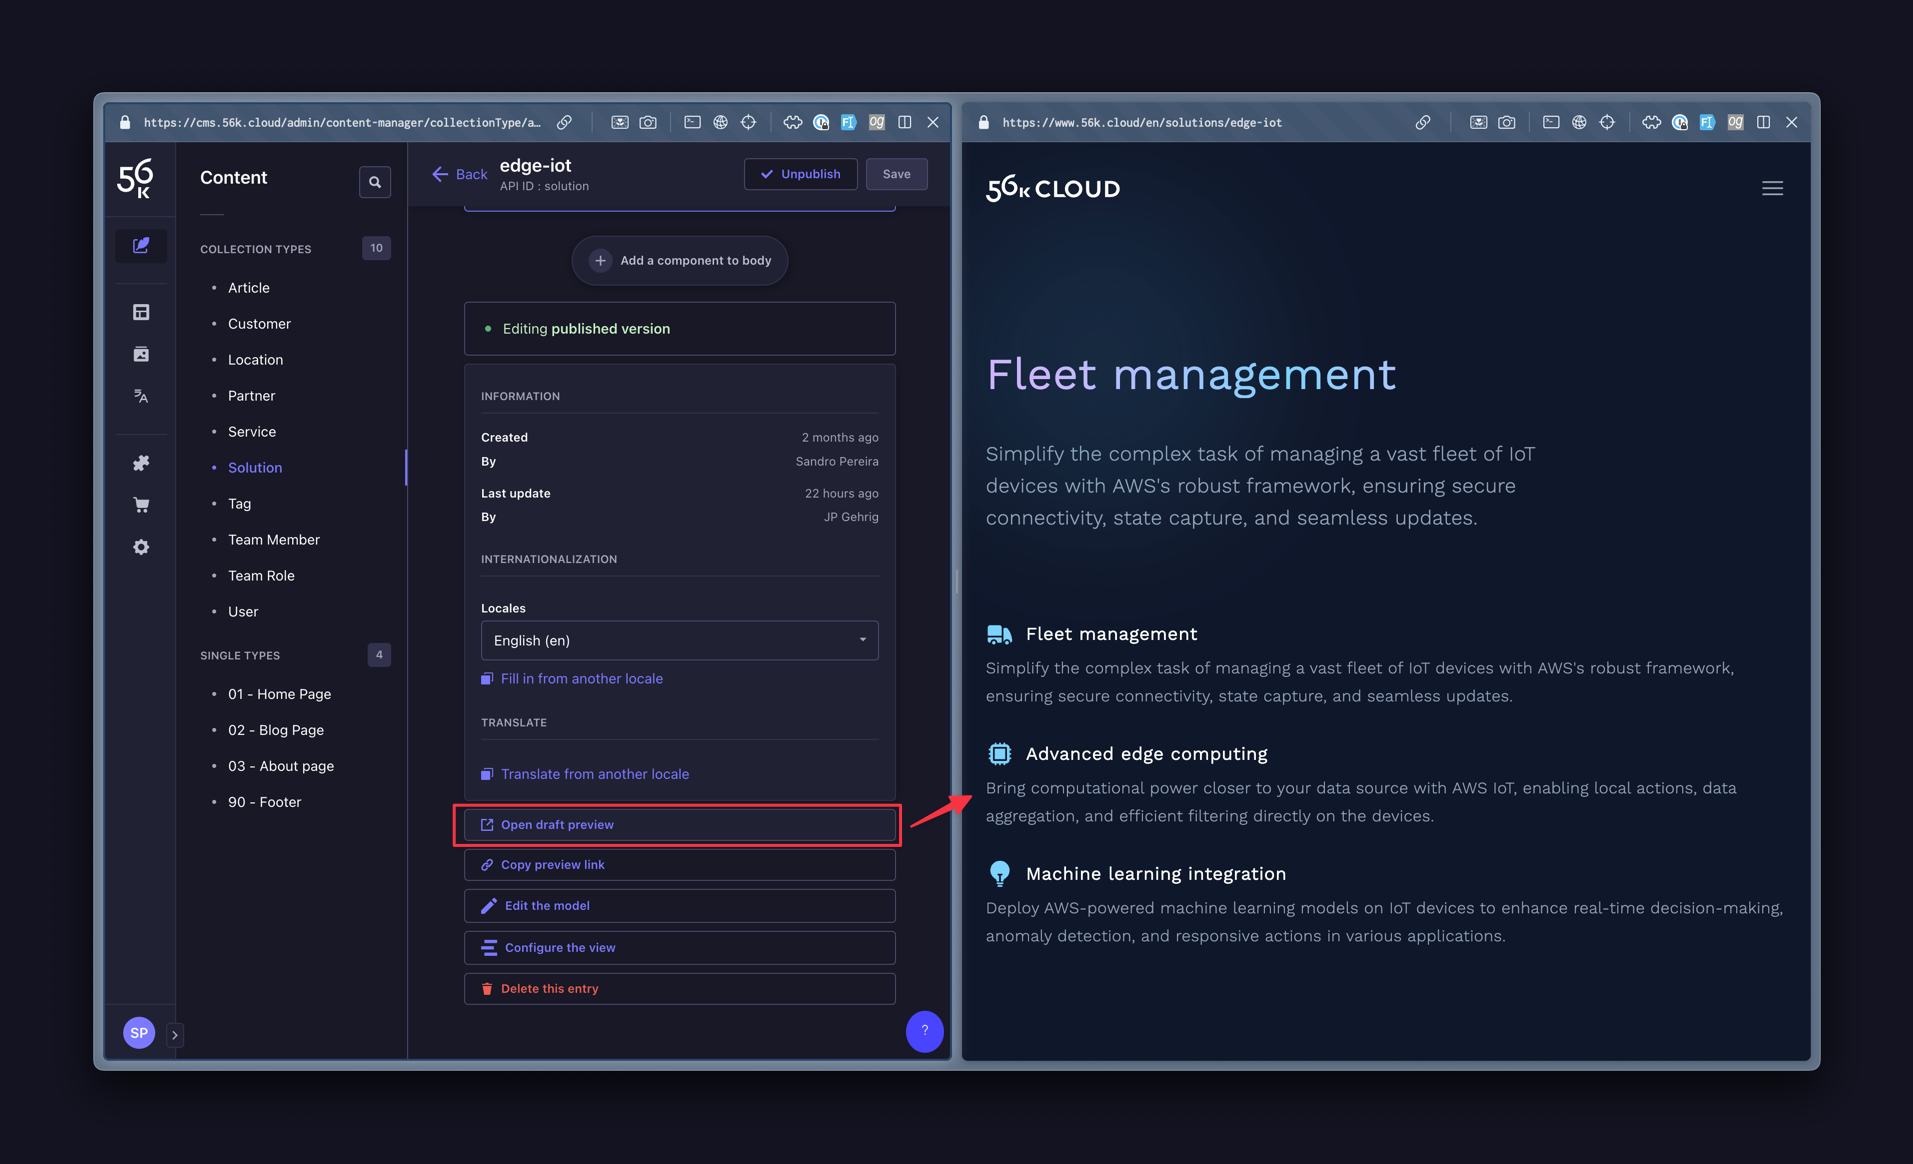 https://cms.56k.cloud/admin/content-manager/collectionType/a…
FI
og
56K
Content
COLLECTION TYPES
10
Article
Customer
Location
Partner
Service
Solution
Tag
Team Member
Team Role
User
SINGLE TYPES
4
01 - Home Page
02 - Blog Page
03 - About page
90 - Footer
SP
Back
edge-iot
API ID : solution
Unpublish
Save
Add a component to body
Editing published version
INFORMATION
Created
2 months ago
By
Sandro Pereira
Last update
22 hours ago
By
JP Gehrig
INTERNATIONALIZATION
Locales
English (en)
Fill in from another locale
TRANSLATE
Translate from another locale
Open draft preview
Copy preview link
Edit the model
Configure the view
Delete this entry
?
https://www.56k.cloud/en/solutions/edge-iot
FI
og
56K CLOUD
Fleet management
Simplify the complex task of managing a vast fleet of IoT
devices with AWS's robust framework, ensuring secure
connectivity, state capture, and seamless updates.
Fleet management
Simplify the complex task of managing a vast fleet of IoT devices with AWS's robust framework,
ensuring secure connectivity, state capture, and seamless updates.
Advanced edge computing
Bring computational power closer to your data source with AWS IoT, enabling local actions, data
aggregation, and efficient filtering directly on the devices.
Machine learning integration
Deploy AWS-powered machine learning models on IoT devices to enhance real-time decision-making,
anomaly detection, and responsive actions in various applications.